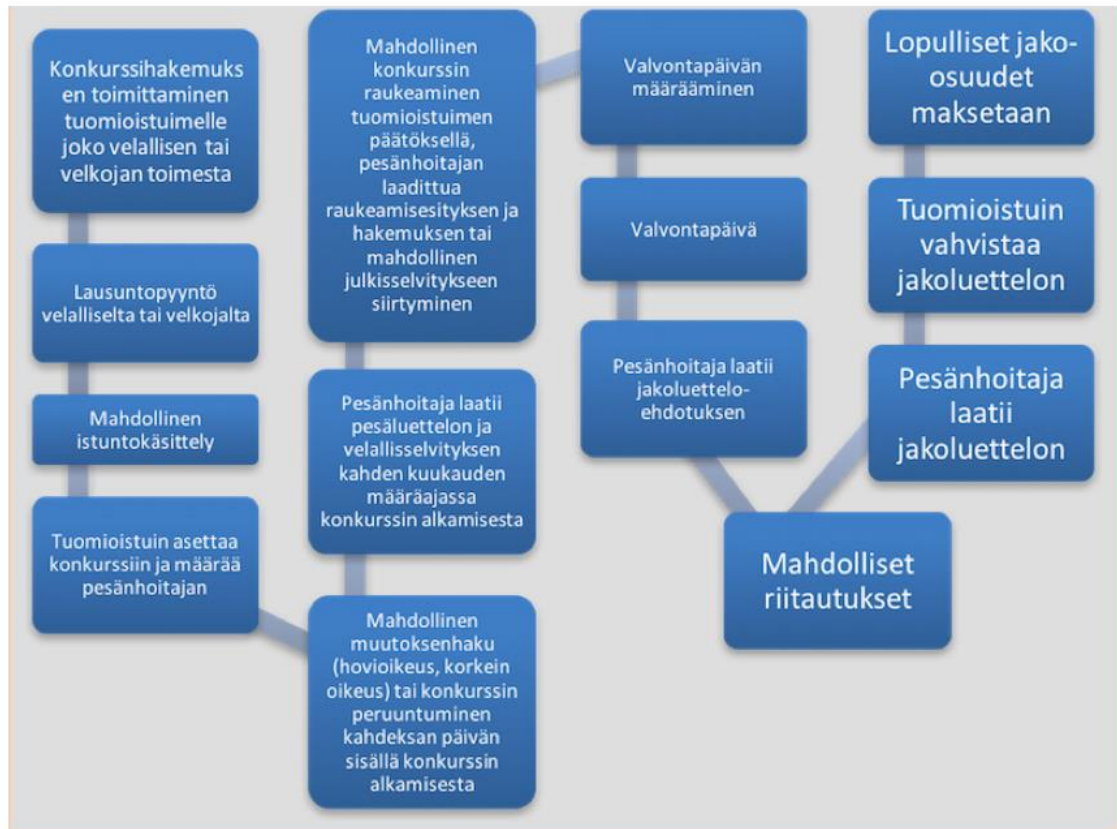 Konkurssihakemuks
en toimittaminen
tuomioistuimelle
joko velallisen tai
velkojan toimesta
Lausuntopyyntö
velalliselta tai velkojalta
Mahdollinen
istuntokäsittely
Tuomioistuin asettaa
konkurssiin ja määrää
pesänhoitajan
Mahdollinen
muutoksenhaku
(hovioikeus, korkein
oikeus) tai konkurssin
peruuntuminen
kahdeksan päivän
sisällä konkurssin
alkamisesta
Pesänhoitaja laatii
pesäluettelon ja
velallisselvityksen
kahden kuukauden
määräajassa
konkurssin alkamisesta
Mahdollinen
konkurssin
raukeaminen
tuomioistuimen
päätöksellä,
pesänhoitajan
laadittua
raukeamisesityksen ja
hakemuksen tai
mahdollinen
julkisselvitykseen
siirtyminen
Valvontapäivän
määrääminen
Valvontapäivä
Pesänhoitaja laatii
jakoluettelo-
ehdotuksen
Mahdolliset
riitautukset
Pesänhoitaja
laatii
jakoluettelon
Tuomioistuin
vahvistaa
jakoluettelon
Lopulliset jako-
osuudet
maksetaan